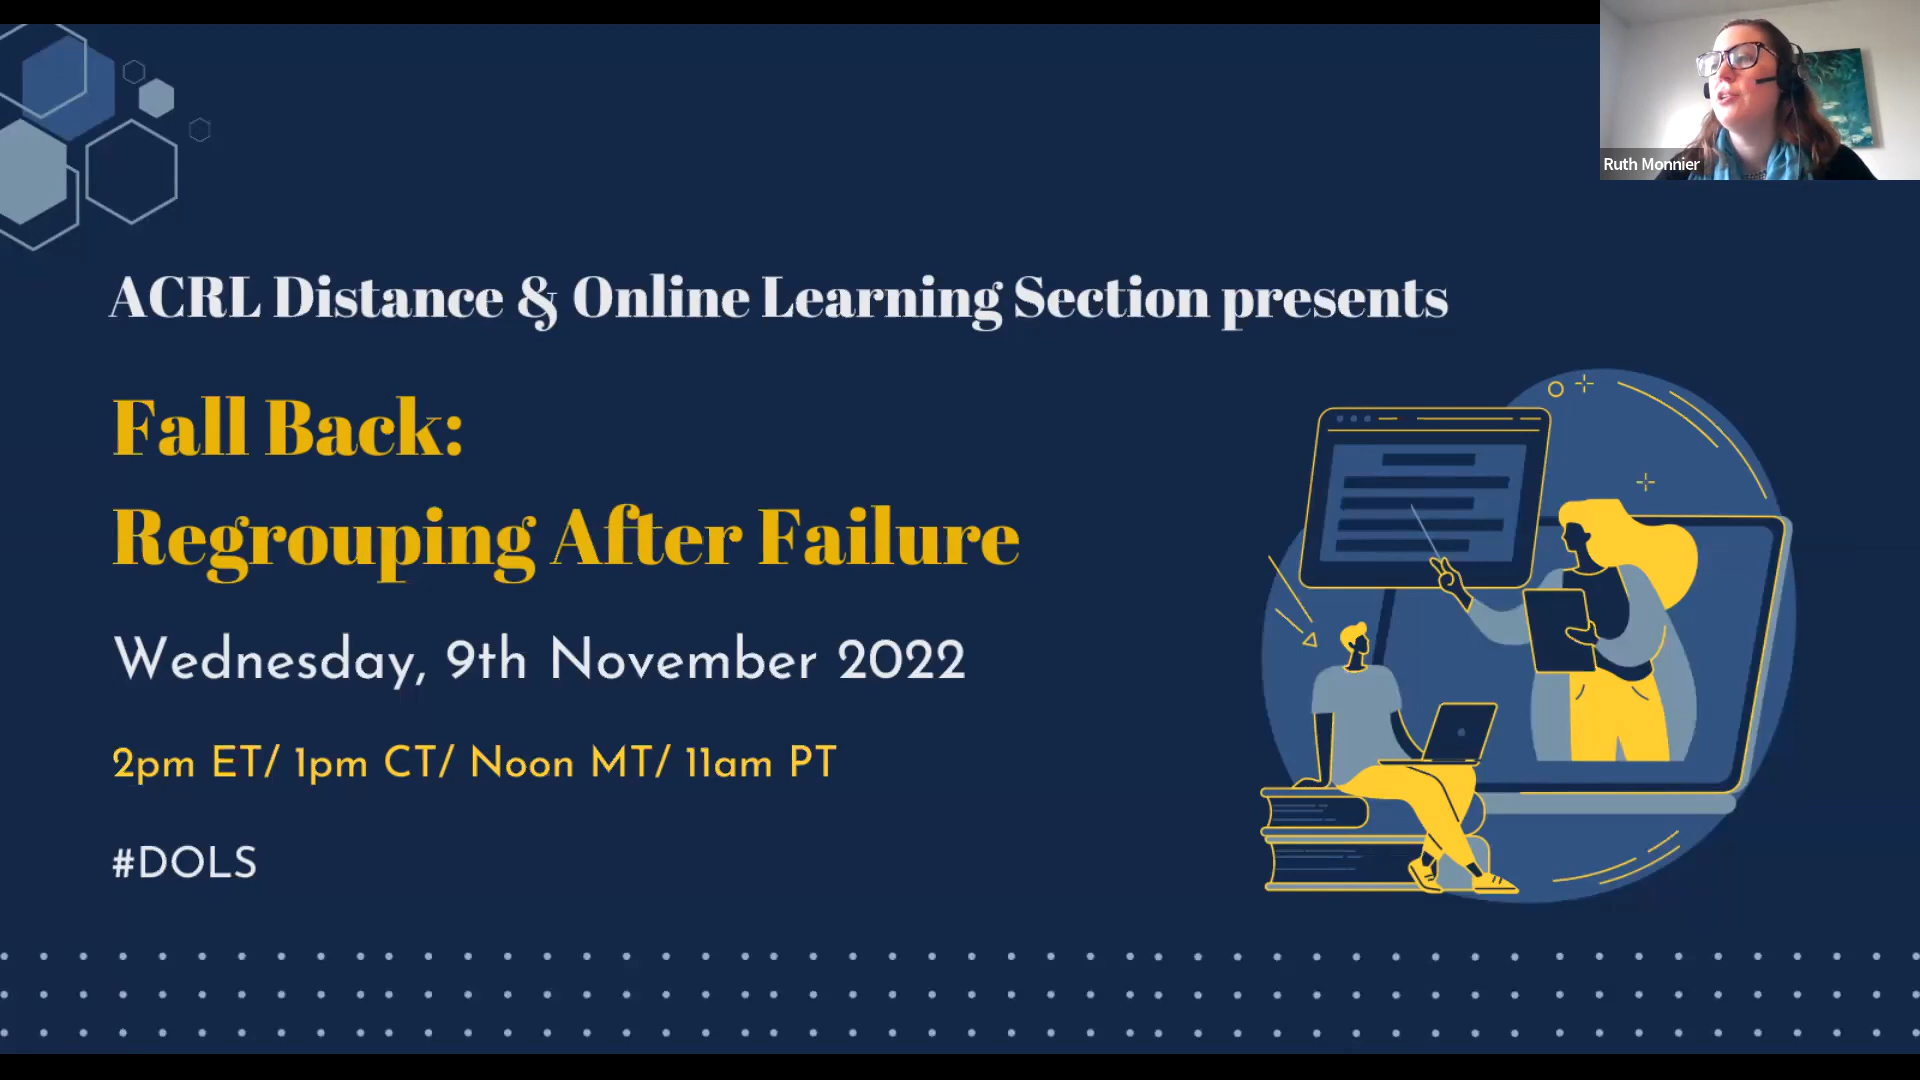 Ruth Monnier
ACRL Distance & Online Learning Section presents
Fall Back:
Regrouping After Failure
Wednesday, 9th November 2022
2pm ET/ 1pm CT/ Noon MT/ 11am PT
#DOLS